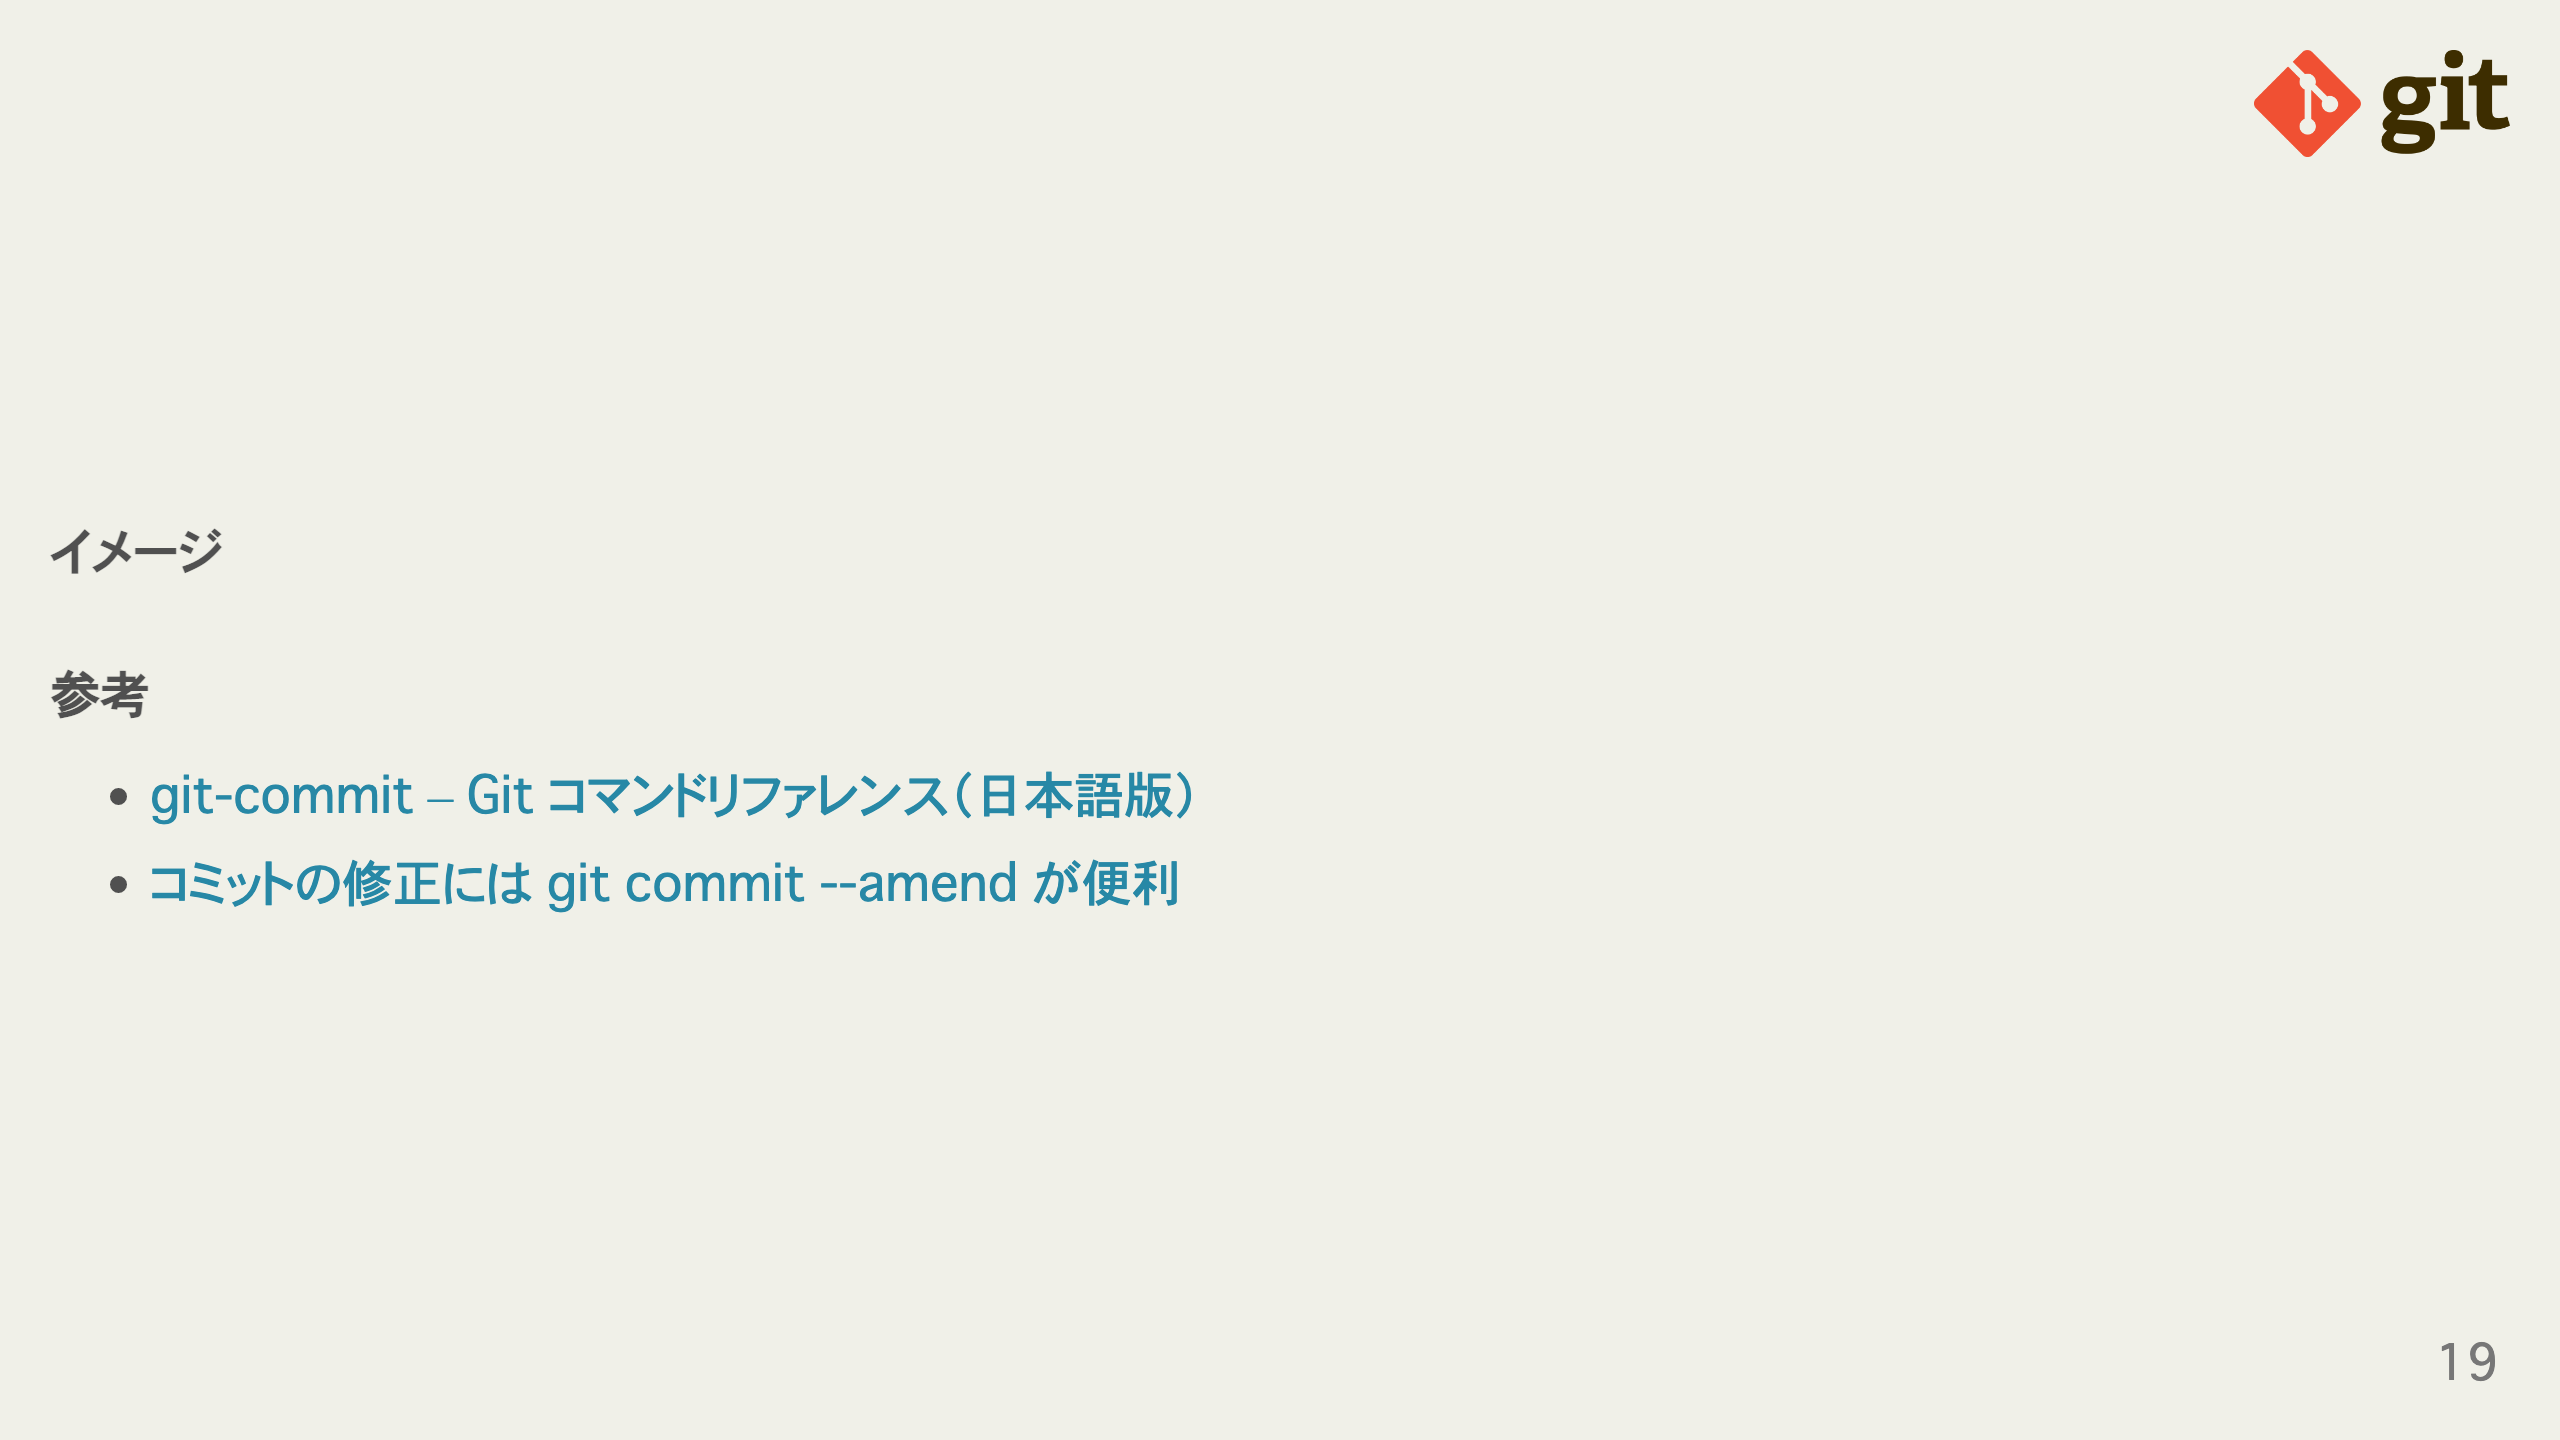 git
イメージ
参考
• git-commit – Git コマンドリファレンス（日本語版）
• コミットの修正には git commit --amend が便利
19